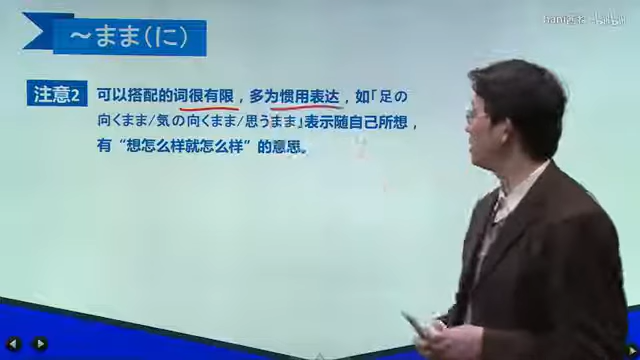 ～まま（に）
注意2 可以搭配的词很有限，多为惯用表达，如「足の
向くまま/気の向くまま/思うまま」表示随自己所想，
有“想怎么样就怎么样”的意思。